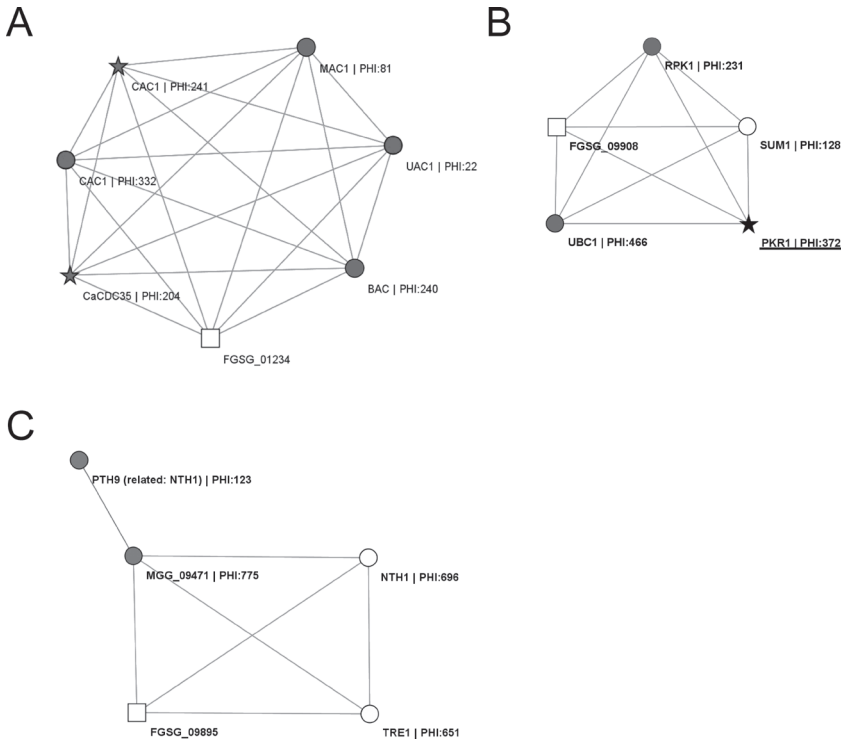 A
B
MAC1 | PHI:81
CAC1 | PHI:241
UAC1 | PHI:22
CAC1 | PHI:332
BAC | PHI:240
CaCDC35 | PHI:204
FGSG_01234
RPK1 | PHI:231
FGSG_09908
SUM1 | PHI:128
UBC1 | PHI:466
PKR1 | PHI:372
C
PTH9 (related: NTH1) | PHI:123
MGG_09471 | PHI:775
NTH1 | PHI:696
FGSG_09895
TRE1 | PHI:651